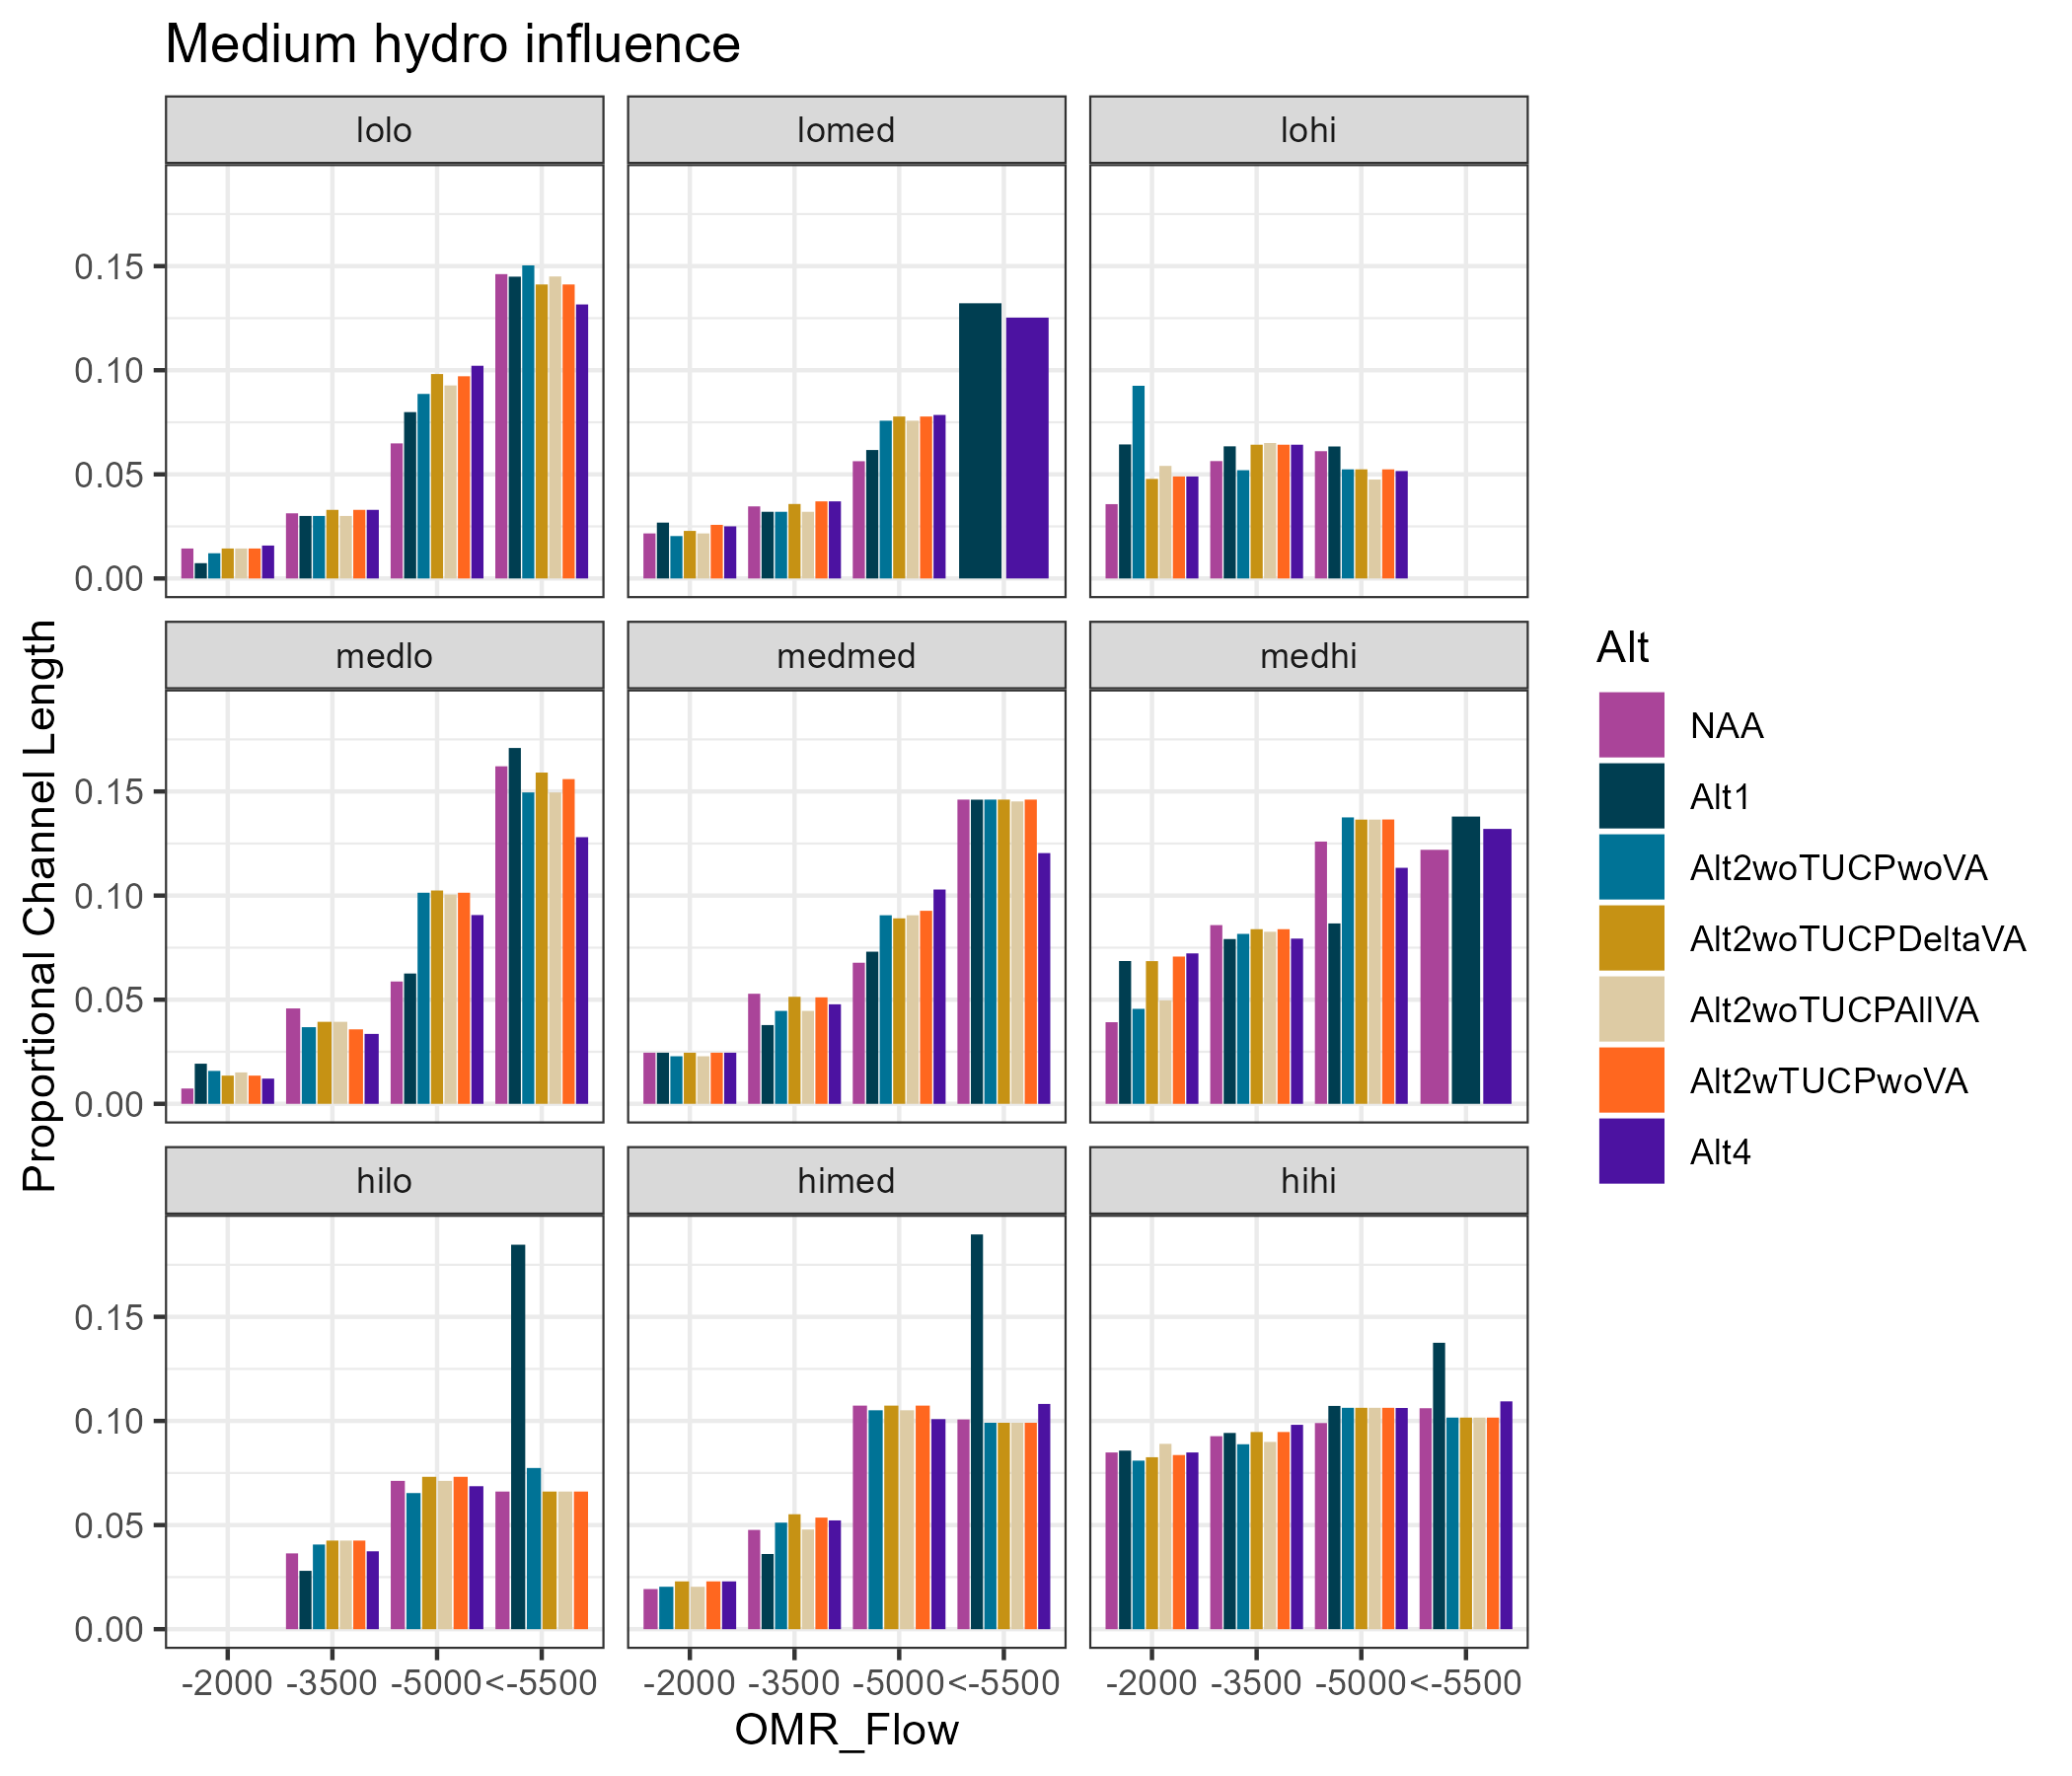 Medium hydro influence
lolo
lomed
lohi
0.15
0.10
0.05
0.00
medlo
medmed
medhi
0.15
0.10
0.05
0.00
hilo
himed
hihi
0.15
0.10
0.05
0.00
-2000 -3500 -5000 <-5500
-2000 -3500 -5000 <-5500
-2000 -3500 -5000 <-5500
OMR_Flow
Proportional Channel Length
Alt
NAA
Alt1
Alt2woTUCPwoVA
Alt2woTUCPDeltaVA
Alt2woTUCPAllVA
Alt2wTUCPwoVA
Alt4